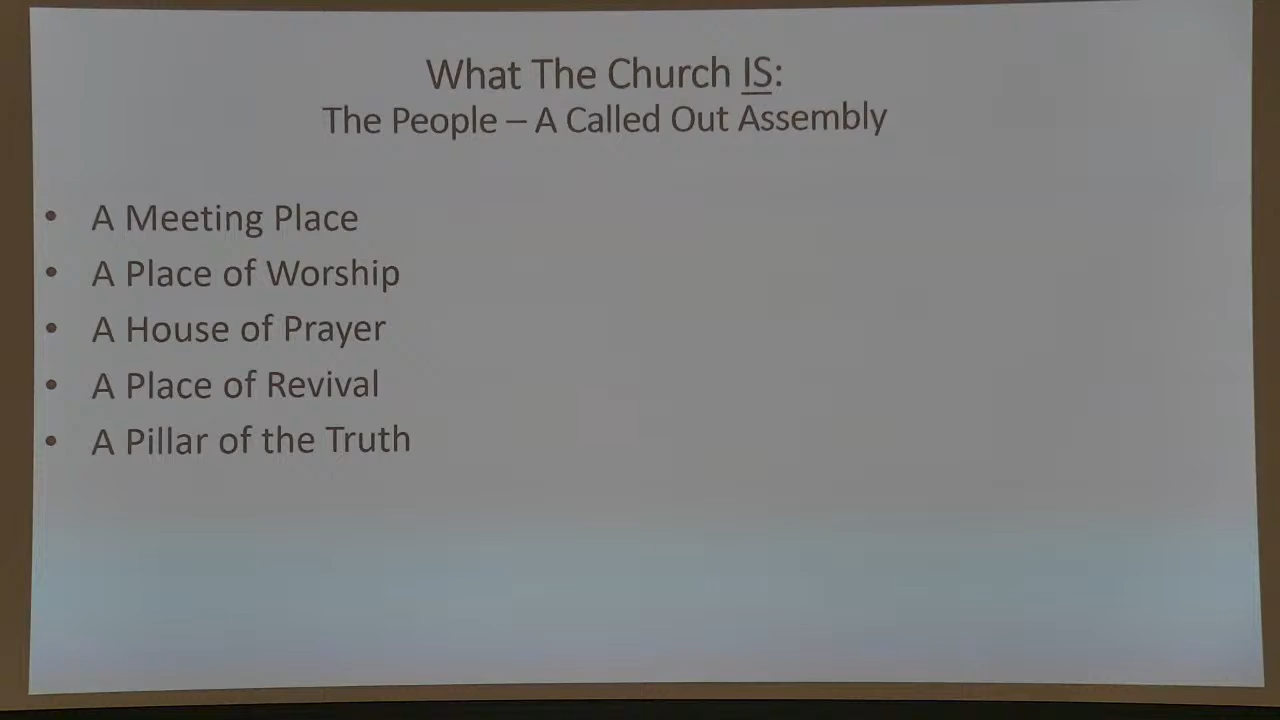 What The Church IS:
The People – A Called Out Assembly
• A Meeting Place
• A Place of Worship
• A House of Prayer
• A Place of Revival
• A Pillar of the Truth